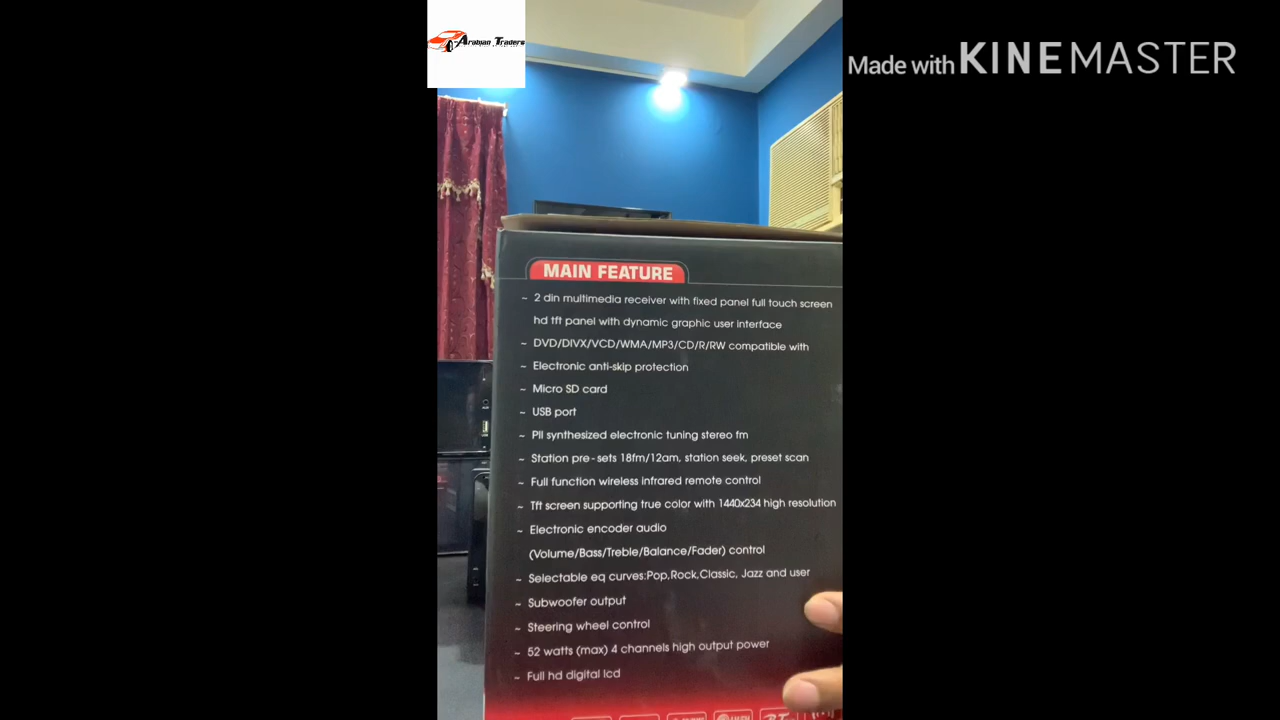 Arabian Traders
Made with KINEMASTER
MAIN FEATURE
~ 2 din multimedia receiver with fixed panel full touch screen
hd tft panel with dynamic graphic user interface
~ DVD/DIVX/VCD/WMA/MP3/CD/R/RW compatible with
~ Electronic anti-skip protection
~ Micro SD card
~ USB port
~ Pll synthesized electronic tuning stereo fm
~ Station pre-sets 18fm/12am, station seek, preset scan
~ Full function wireless infrared remote control
~ Tft screen supporting true color with 1440x234 high resolution
~ Electronic encoder audio
(Volume/Bass/Treble/Balance/Fader) control
~ Selectable eq curves:Pop,Rock,Classic, Jazz and user
~ Subwoofer output
~ Steering wheel control
~ 52 watts (max) 4 channels high output power
~ Full hd digital lcd